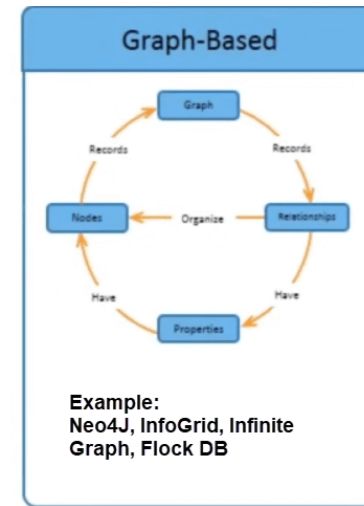 Graph-Based
Graph
Records
Records
Nodes
Organize
Relationships
Have
Have
Properties
Example:
Neo4J, InfoGrid, Infinite
Graph, Flock DB